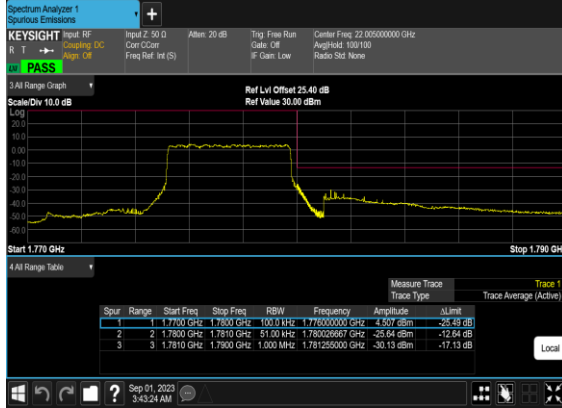 Spectrum Analyzer 1
Spurious Emissions
+
KEYSIGHT Input: RF Input Z: 50 Ω Atten: 20 dB Trig: Free Run Center Freq: 22.005000000 GHz
R T Coupling: DC Corr CCorr Gate: Off Avg|Hold: 100/100
Align: Off Freq Ref: Int (S) IF Gain: Low Radio Std: None
PASS
3 All Range Graph Ref Lvl Offset 25.40 dB
Scale/Div 10.0 dB Ref Value 30.00 dBm
Log
20.0
10.0
0.00
-10.0
-20.0
-30.0
-40.0
-50.0
-60.0
Start 1.770 GHz Stop 1.790 GH
4 All Range Table
Measure Trace Trace 1
Trace Type Trace Average (Active)
Spur Range Start Freq Stop Freq RBW Frequency Amplitude ΔLimit
1 1 1.7700 GHz 1.7800 GHz 100.0 kHz 1.776000000 GHz 4.507 dBm -25.49 dB
2 2 1.7800 GHz 1.7810 GHz 51.00 kHz 1.780026667 GHz -25.64 dBm -12.64 dB
3 3 1.7810 GHz 1.7900 GHz 1.000 MHz 1.781255000 GHz -30.13 dBm -17.13 dB
Local
? Sep 01, 2023
3:43:24 AM